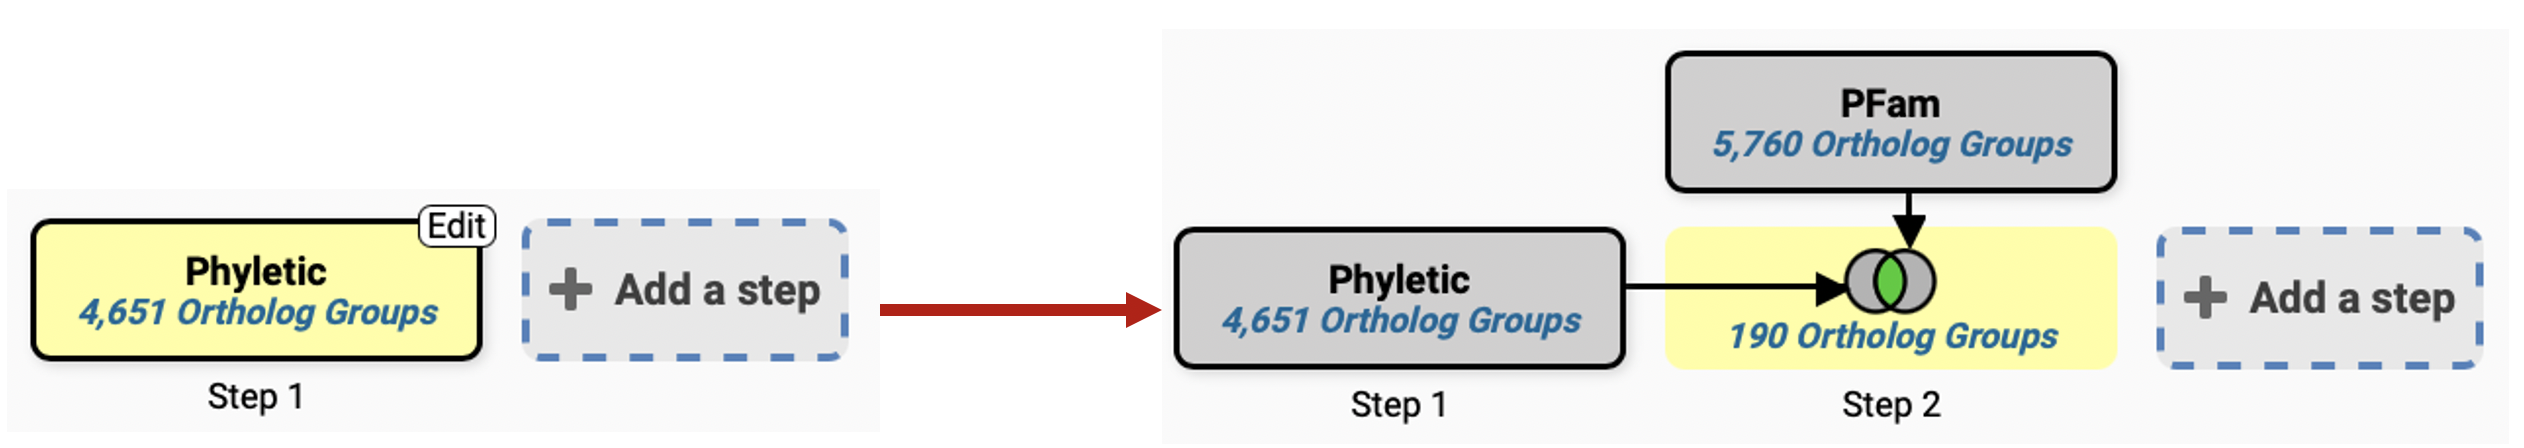 Edit
Phyletic
4,651 Ortholog Groups
+ Add a step
Step 1
PFam
5,760 Ortholog Groups
Phyletic
4,651 Ortholog Groups
190 Ortholog Groups
+ Add a step
Step 1
Step 2